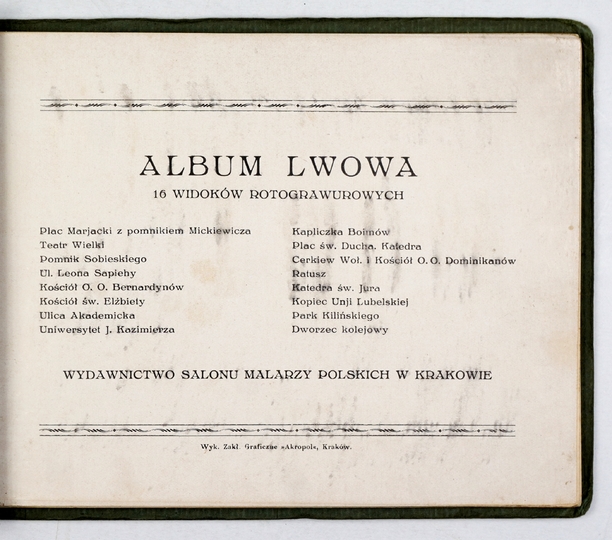 ALBUM LWOWA
16 WIDOKÓW ROTOGRAWUROWYCH
Plac Marjacki z pomnikiem Mickiewicza
Teatr Wielki
Pomnik Sobieskiego
Ul. Leona Sapiehy
Kościół O. O. Bernardynów
Kościół św. Elżbiety
Ulica Akademicka
Uniwersytet J. Kazimierza
Kapliczka Boimów
Plac św. Ducha. Katedra
Cerkiew Woł. i Kościół O. O. Dominikanów
Ratusz
Katedra św. Jura
Kopiec Unji Lubelskiej
Park Kilińskiego
Dworzec kolejowy
WYDAWNICTWO SALONU MALARZY POLSKICH W KRAKOWIE
Wyk. Zakł. Graficzne »Akropol«, Kraków.